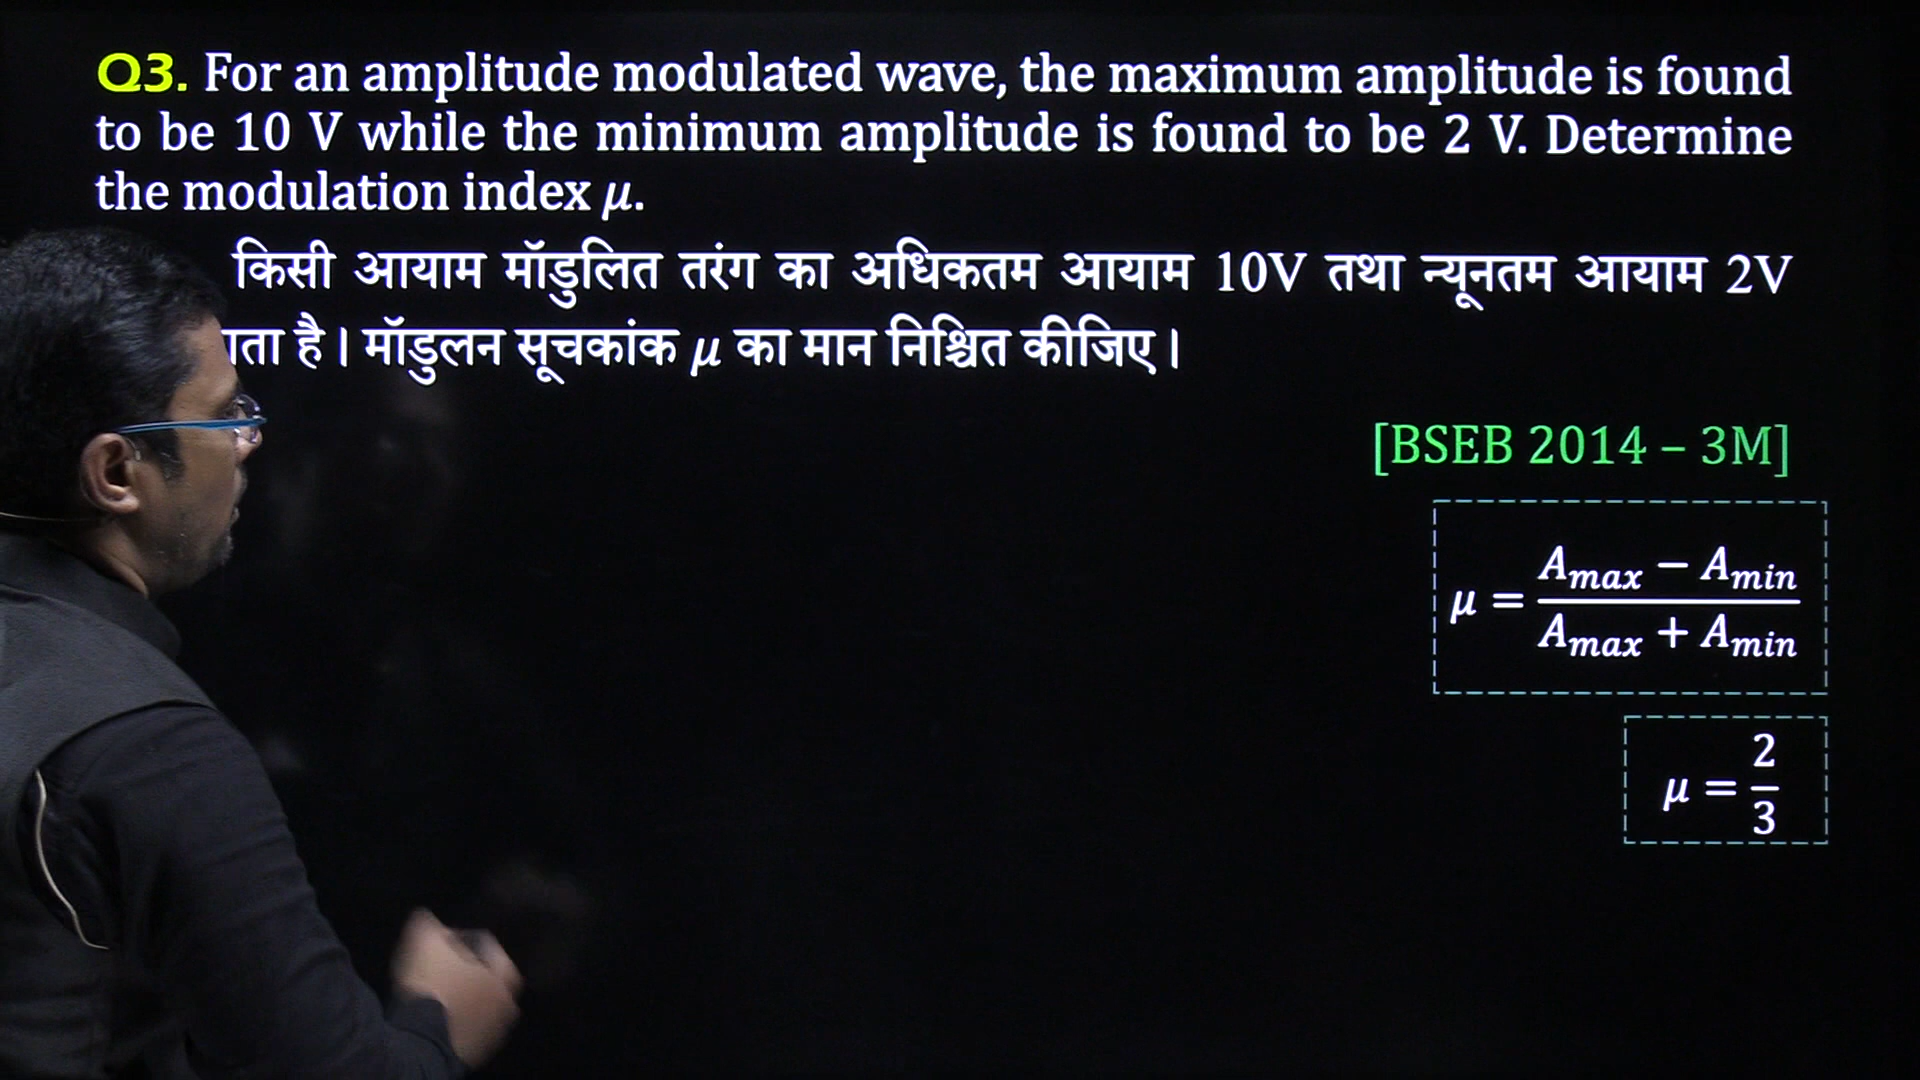 Q3. For an amplitude modulated wave, the maximum amplitude is found
to be 10 V while the minimum amplitude is found to be 2 V. Determine
the modulation index μ.
किसी आयाम मॉडुलित तरंग का अधिकतम आयाम 10V तथा न्यूनतम आयाम 2V
है। मॉडुलन सूचकांक μ का मान निश्चित कीजिए।
[BSEB 2014 – 3M]
μ = (A_max − A_min) / (A_max + A_min)
μ = 2/3